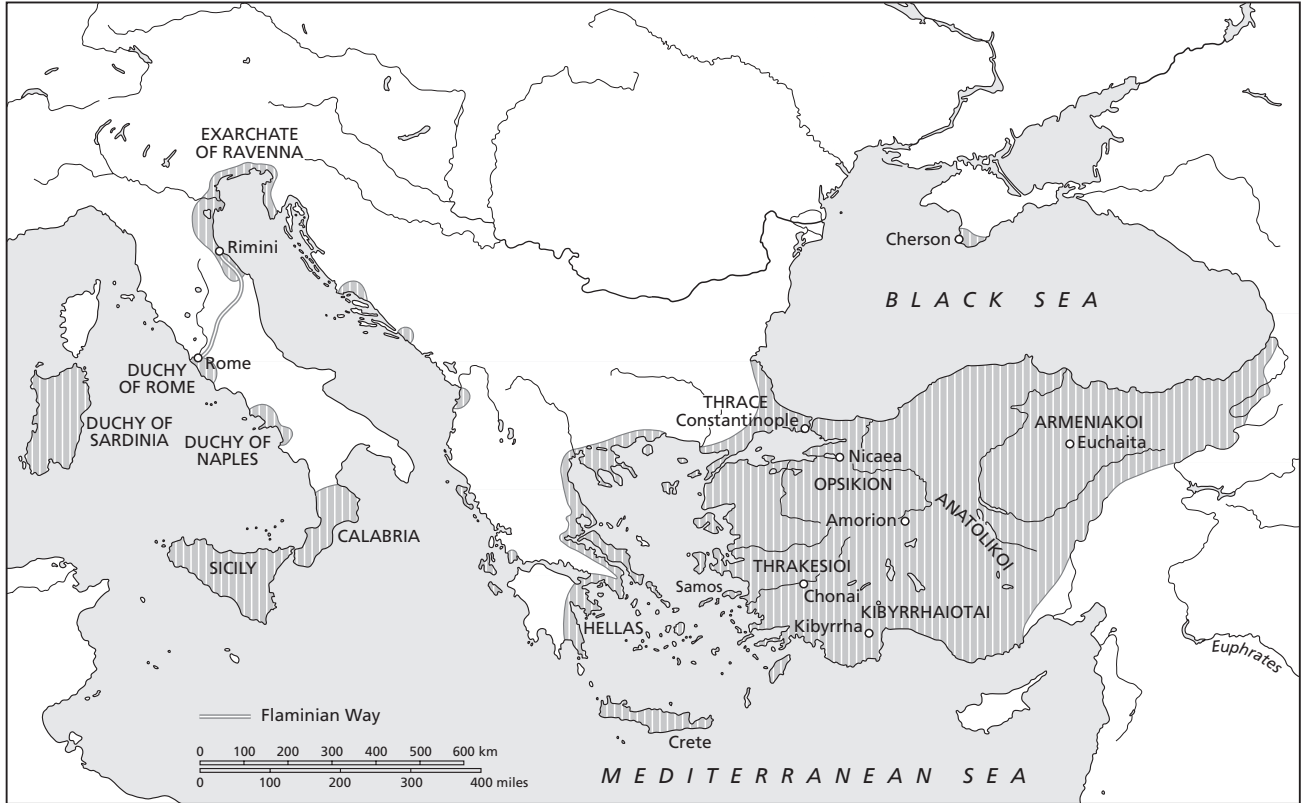 EXARCHATE
OF RAVENNA
Rimini
Cherson
BLACK SEA
Rome
DUCHY
OF ROME
DUCHY OF
SARDINIA
DUCHY OF
NAPLES
THRACE
Constantinople
ARMENIAKOI
Euchaita
Nicaea
OPSIKION
Amorion
ANATOLIKOI
CALABRIA
SICILY
THRAKESIOI
Samos
Chonai
KIBYRRHAIOTAI
Kibyrrha
HELLAS
Euphrates
Flaminian Way
0 100 200 300 400 500 600 km
0 100 200 300 400 miles
Crete
MEDITERRANEAN SEA